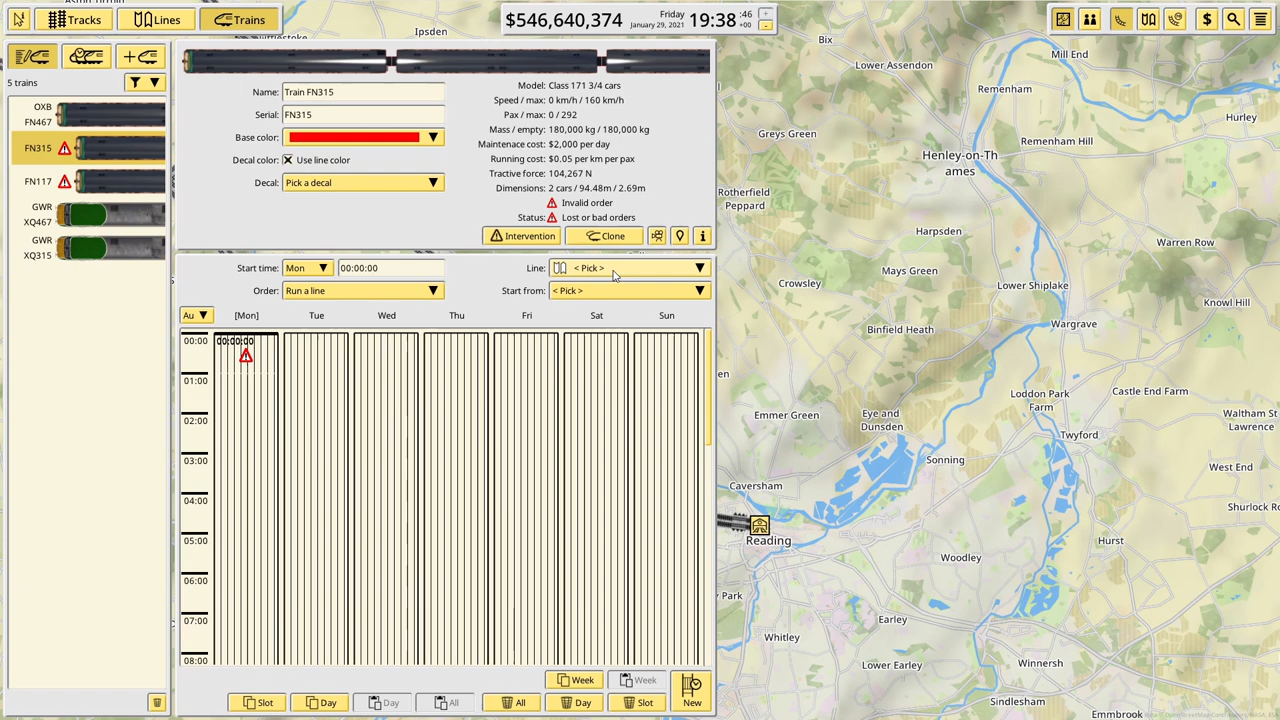 Tracks
Lines
Trains
$546,640,374
Friday
January 29, 2021
19:38
:46
+00
+
-
$
Ipsden
5 trains
OXB
FN467
FN315
FN117
GWR
XQ467
GWR
XQ315
Name: Train FN315
Serial: FN315
Base color:
Decal color: Use line color
Decal: Pick a decal
Model: Class 171 3/4 cars
Speed / max: 0 km/h / 160 km/h
Pax / max: 0 / 292
Mass / empty: 180,000 kg / 180,000 kg
Maintenace cost: $2,000 per day
Running cost: $0.05 per km per pax
Tractive force: 104,267 N
Dimensions: 2 cars / 94.48m / 2.69m
Invalid order
Status: Lost or bad orders
Intervention
Clone
Start time: Mon 00:00:00
Line: < Pick >
Order: Run a line
Start from: < Pick >
Au [Mon] Tue Wed Thu Fri Sat Sun
00:00
00:00:00
01:00
02:00
03:00
04:00
05:00
06:00
07:00
08:00
Week
Week
Slot
Day
Day
All
All
Day
Slot
New
Bix
Lower Assendon
Mill End
Remenham
Hurley
Greys Green
Remenham Hill
Henley-on-Th
ames
Rotherfield
Peppard
Harpsden
Warren Row
Mays Green
Crowsley
Lower Shiplake
Knowl Hill
Binfield Heath
Wargrave
en
Castle End Farm
Loddon Park
Farm
Emmer Green
Eye and
Dunsden
Waltham St
Lawrence
Twyford
Sonning
West End
Caversham
Shurlock Ro
Reading
Hurst
Woodley
y Park
Earley
Whitley
Winnersh
Lower Earley
Sindlesham
Emmbrook